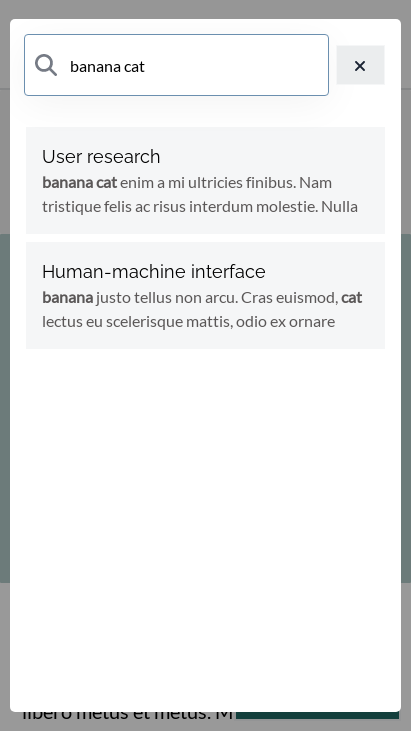 banana cat
User research
banana cat enim a mi ultricies finibus. Nam
tristique felis ac risus interdum molestie. Nulla
Human-machine interface
banana justo tellus non arcu. Cras euismod, cat
lectus eu scelerisque mattis, odio ex ornare
libero metus et metus. M